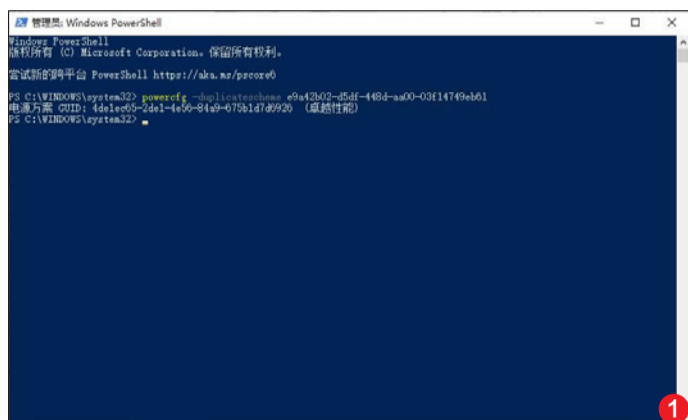 管理员: Windows PowerShell
Windows PowerShell
版权所有 (C) Microsoft Corporation。保留所有权利。
尝试新的跨平台 PowerShell https://aka.ms/pscore6
PS C:\WINDOWS\system32> powercfg -duplicatescheme e9a42b02-d5df-448d-aa00-03f14749eb61
电源方案 GUID: 4de1ec65-2de1-4e56-84a9-675b1d7d6926 (卓越性能)
PS C:\WINDOWS\system32>
1